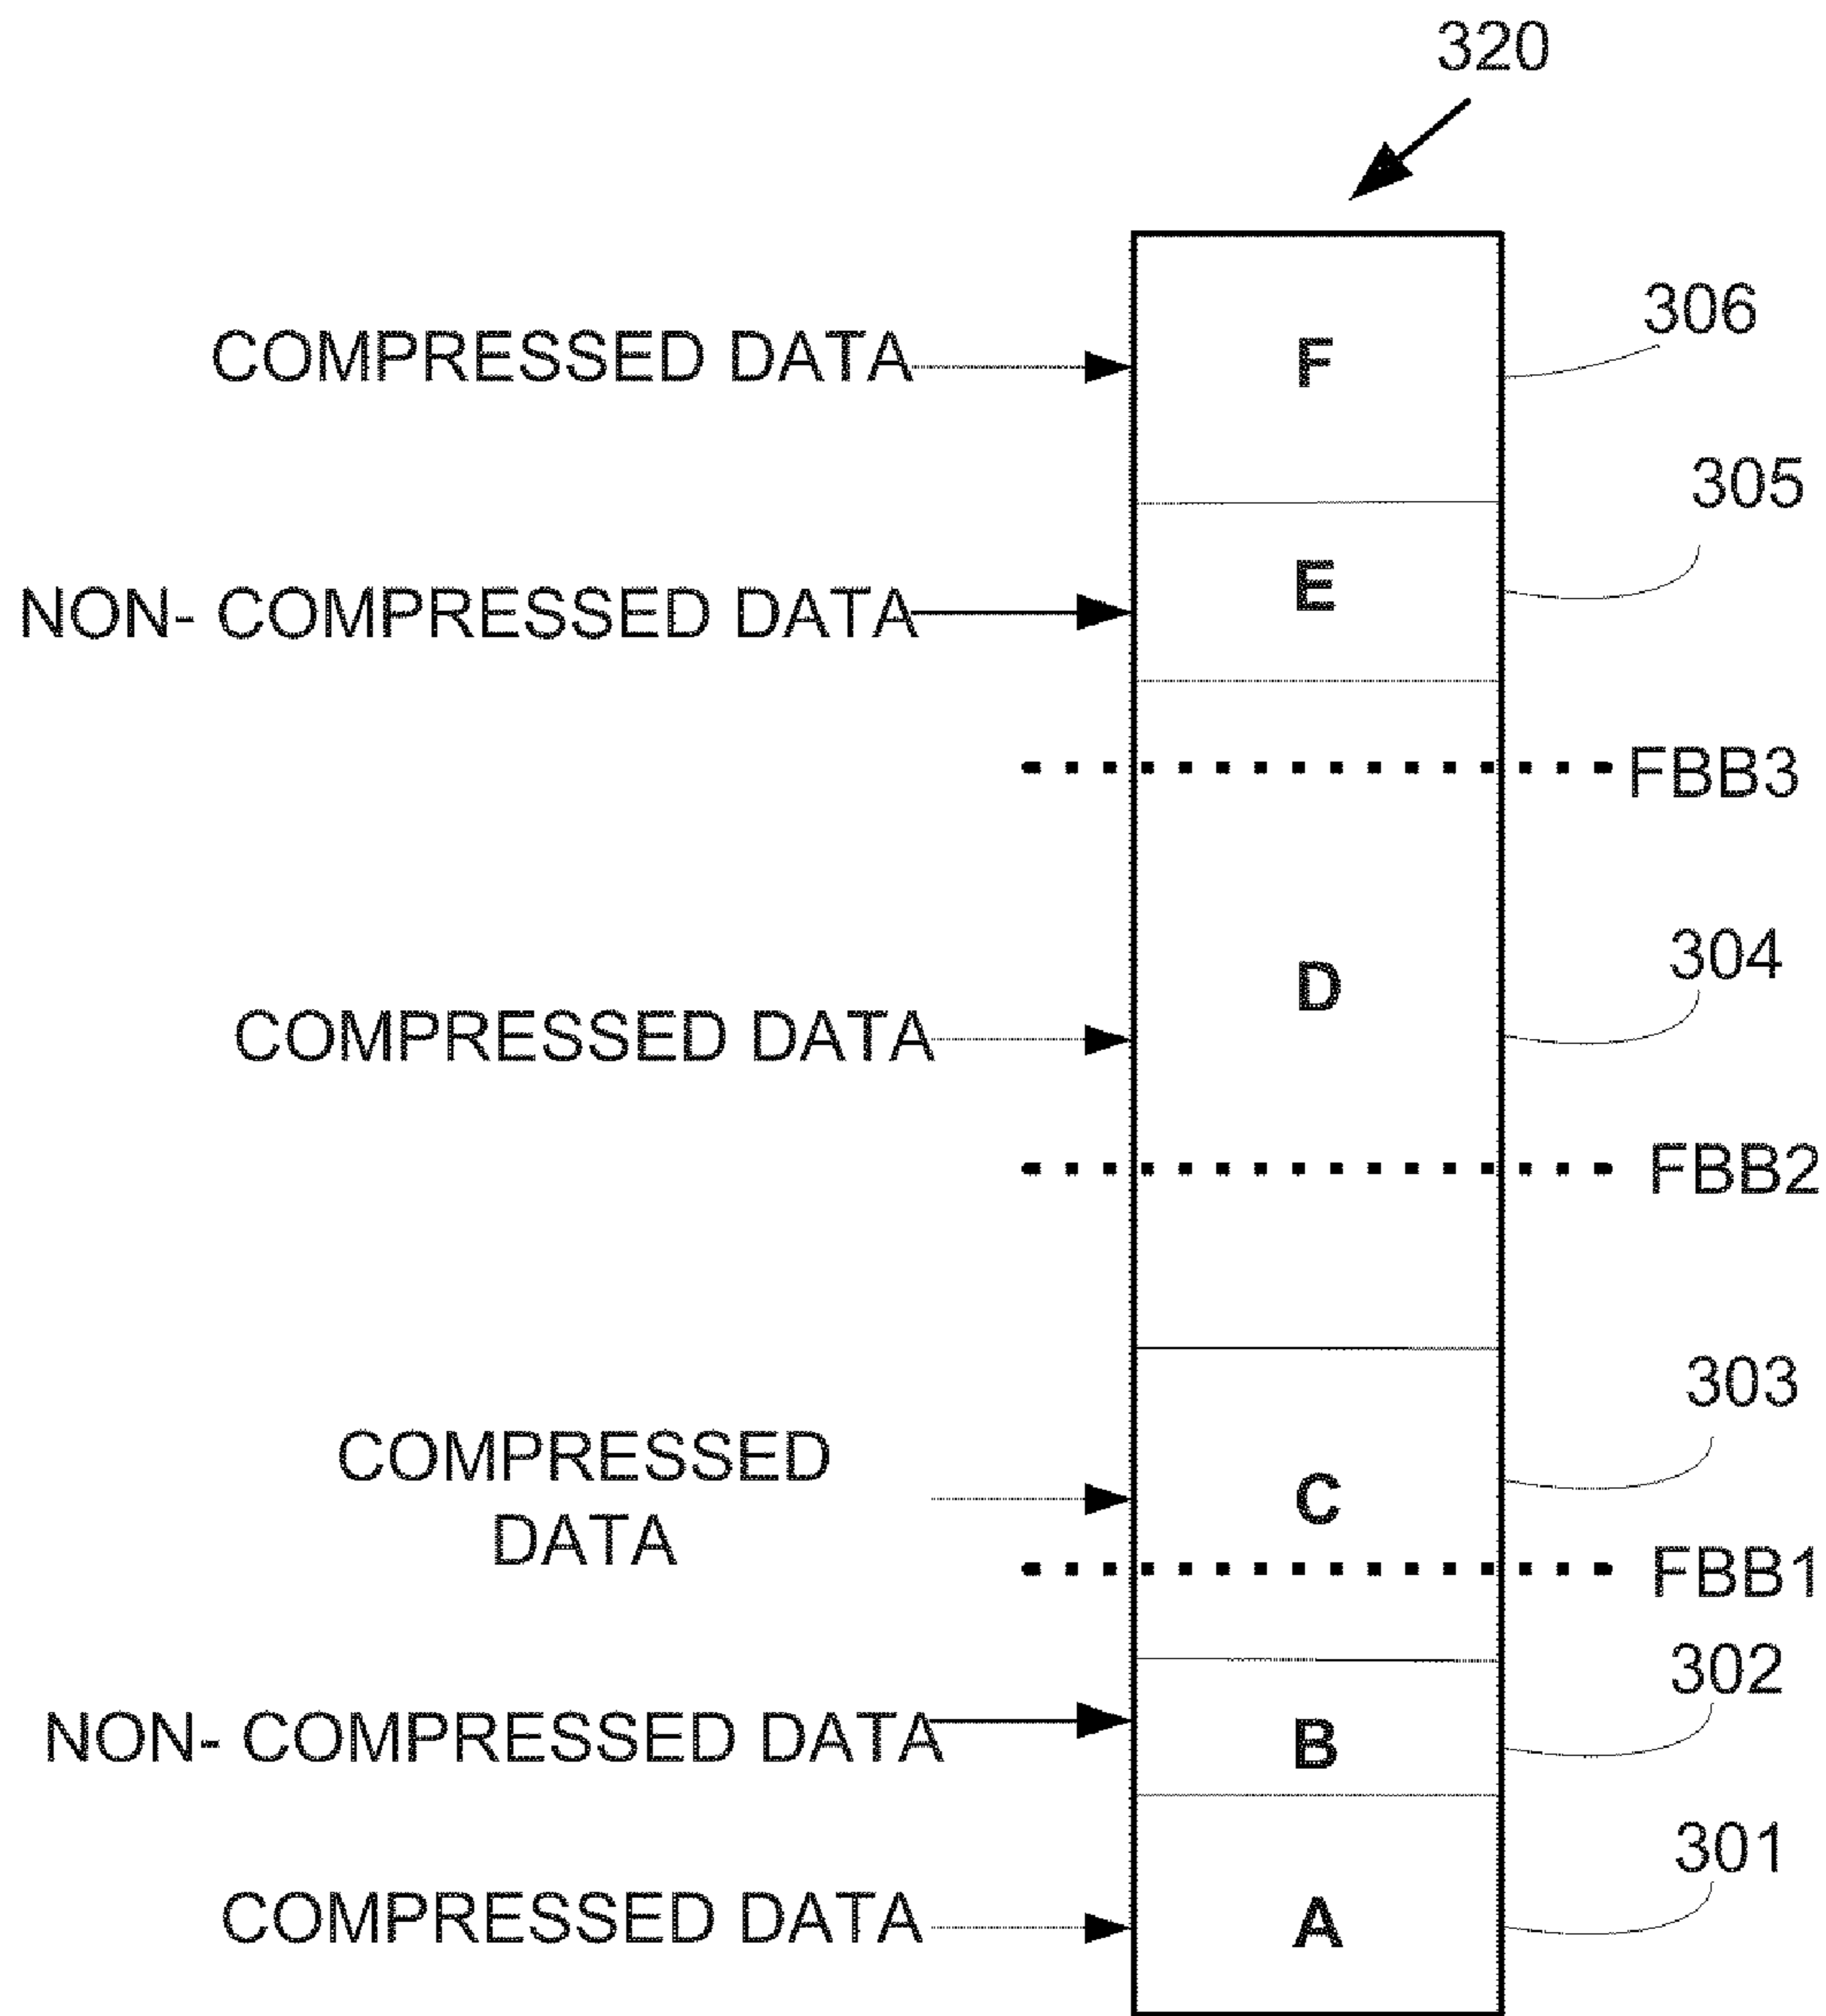 320
COMPRESSED DATA
F
306
305
NON- COMPRESSED DATA
E
FBB3
304
COMPRESSED DATA
D
FBB2
303
COMPRESSED
DATA
C
FBB1
302
NON- COMPRESSED DATA
B
301
COMPRESSED DATA
A